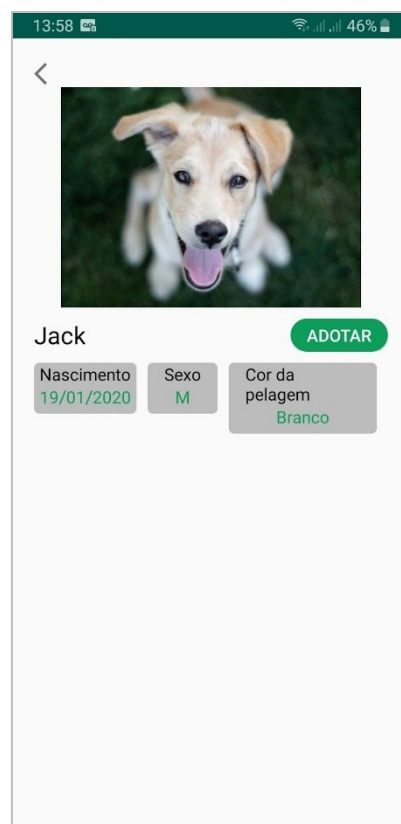 13:58
46%
Jack
ADOTAR
Nascimento
19/01/2020
Sexo
M
Cor da
pelagem
Branco